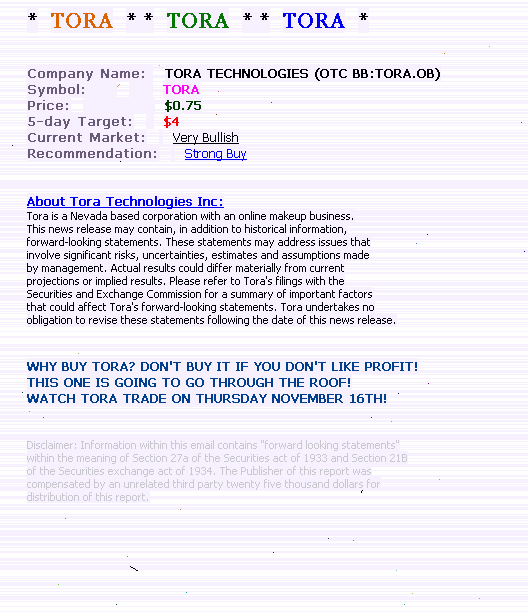 * TORA ** TORA ** TORA *
Company Name: TORA TECHNOLOGIES (OTC BB:TORA.OB)
Symbol: TORA
Price: $0.75
5-day Target: $4
Current Market: Very Bullish
Recommendation: Strong Buy
About Tora Technologies Inc:
Tora is a Nevada based corporation with an online makeup business.
This news release may contain, in addition to historical information,
forward-looking statements. These statements may address issues that
involve significant risks, uncertainties, estimates and assumptions made
by management. Actual results could differ materially from current
projections or implied results. Please refer to Tora's filings with the
Securities and Exchange Commission for a summary of important factors
that could affect Tora's forward-looking statements. Tora undertakes no
obligation to revise these statements following the date of this news release.
WHY BUY TORA? DON'T BUY IT IF YOU DON'T LIKE PROFIT!
THIS ONE IS GOING TO GO THROUGH THE ROOF!
WATCH TORA TRADE ON THURSDAY NOVEMBER 16TH!
Disclaimer: Information within this email contains "forward looking statements"
within the meaning of Section 27a of the Securities act of 1933 and Section 21B
of the Securities exchange act of 1934. The Publisher of this report was
compensated by an unrelated third party twenty five thousand dollars for
distribution of this report.